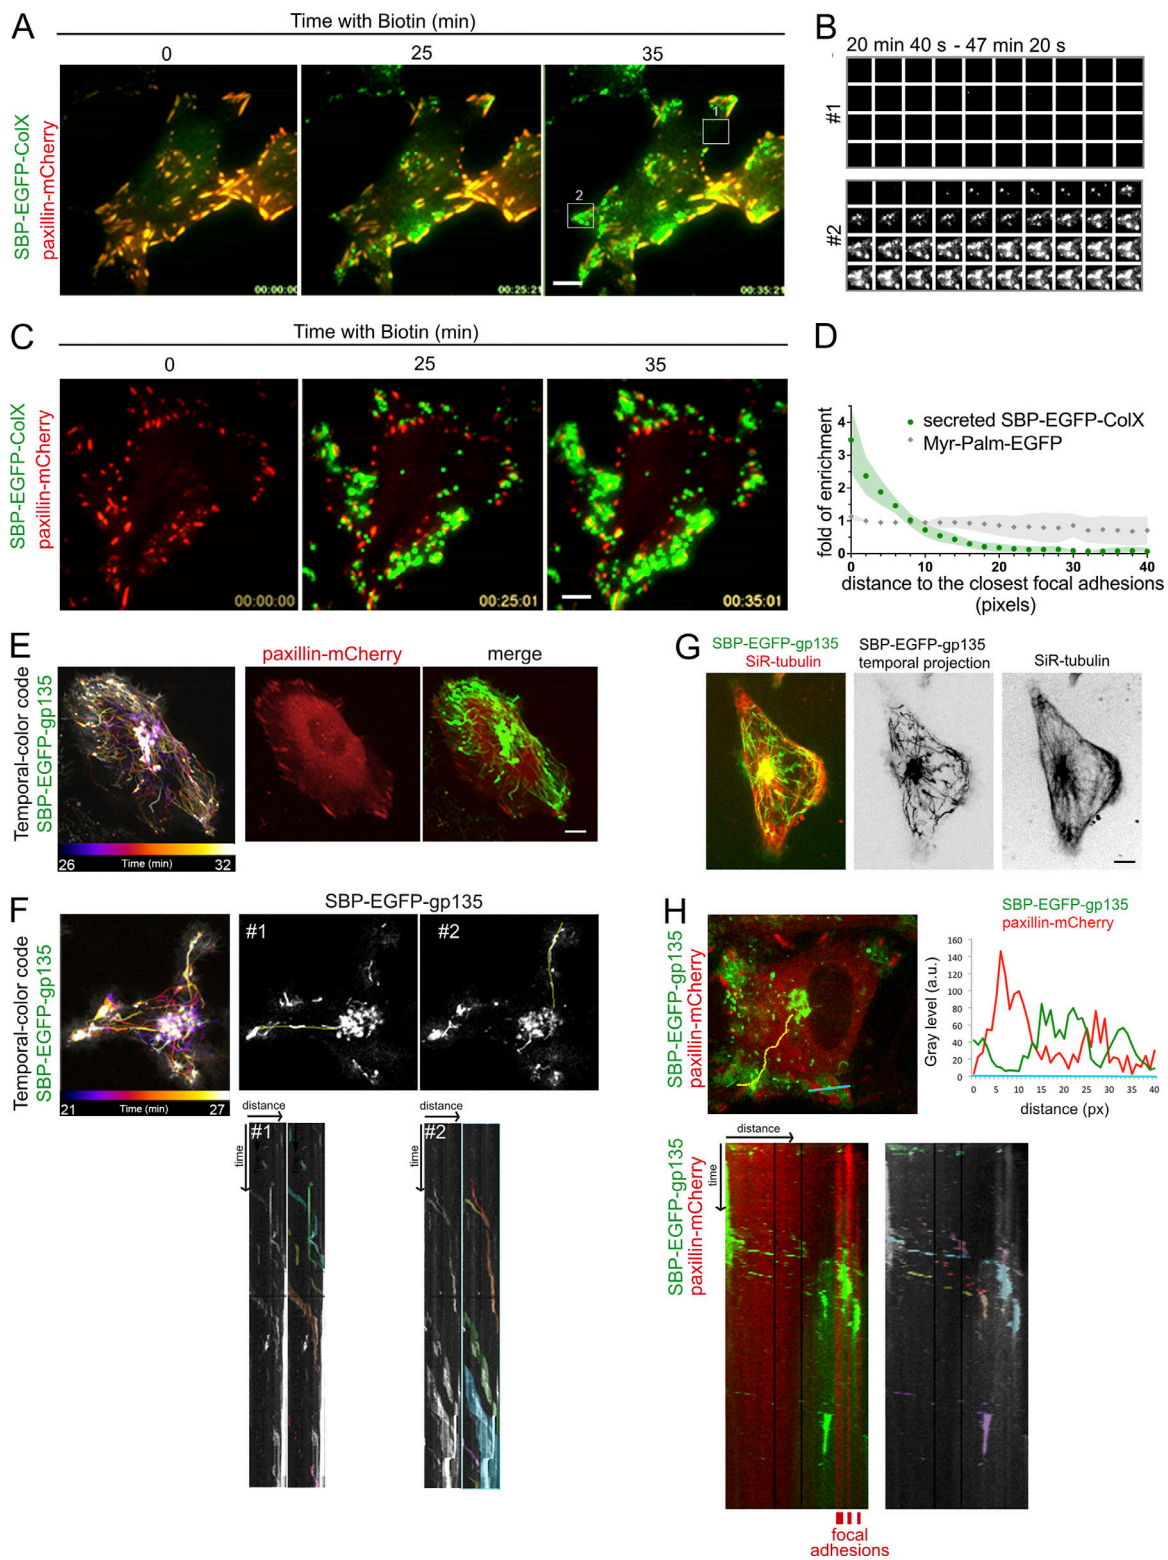 A
Time with Biotin (min)
0 25 35
SBP-EGFP-ColX
paxillin-mCherry
1
2
00:00:00
00:25:21
00:35:21
B
20 min 40 s - 47 min 20 s
#1
#2
C
Time with Biotin (min)
0 25 35
SBP-EGFP-ColX
paxillin-mCherry
00:00:00
00:25:01
00:35:01
D
fold of enrichment
4
3
2
1
0
secreted SBP-EGFP-ColX
Myr-Palm-EGFP
0 10 20 30 40
distance to the closest focal adhesions
(pixels)
E
Temporal-color code
SBP-EGFP-gp135
paxillin-mCherry
merge
26 Time (min) 32
G
SBP-EGFP-gp135
SiR-tubulin
SBP-EGFP-gp135
temporal projection
SiR-tubulin
F
Temporal-color code
SBP-EGFP-gp135
SBP-EGFP-gp135
#1
#2
21 Time (min) 27
distance
time
#1
distance
time
#2
H
SBP-EGFP-gp135
paxillin-mCherry
SBP-EGFP-gp135
paxillin-mCherry
Gray level (a.u.)
160
140
120
100
80
60
40
20
0
0 5 10 15 20 25 30 35 40
distance (px)
SBP-EGFP-gp135
paxillin-mCherry
distance
time
focal
adhesions